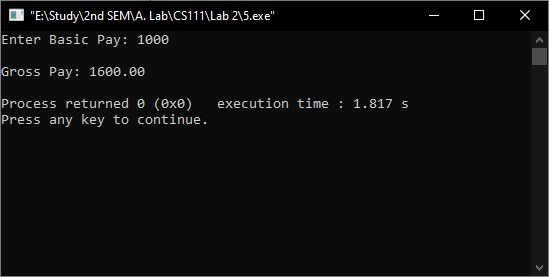 "E:\Study\2nd SEM\A. Lab\CS111\Lab 2\5.exe"
Enter Basic Pay: 1000
Gross Pay: 1600.00
Process returned 0 (0x0)   execution time : 1.817 s
Press any key to continue.